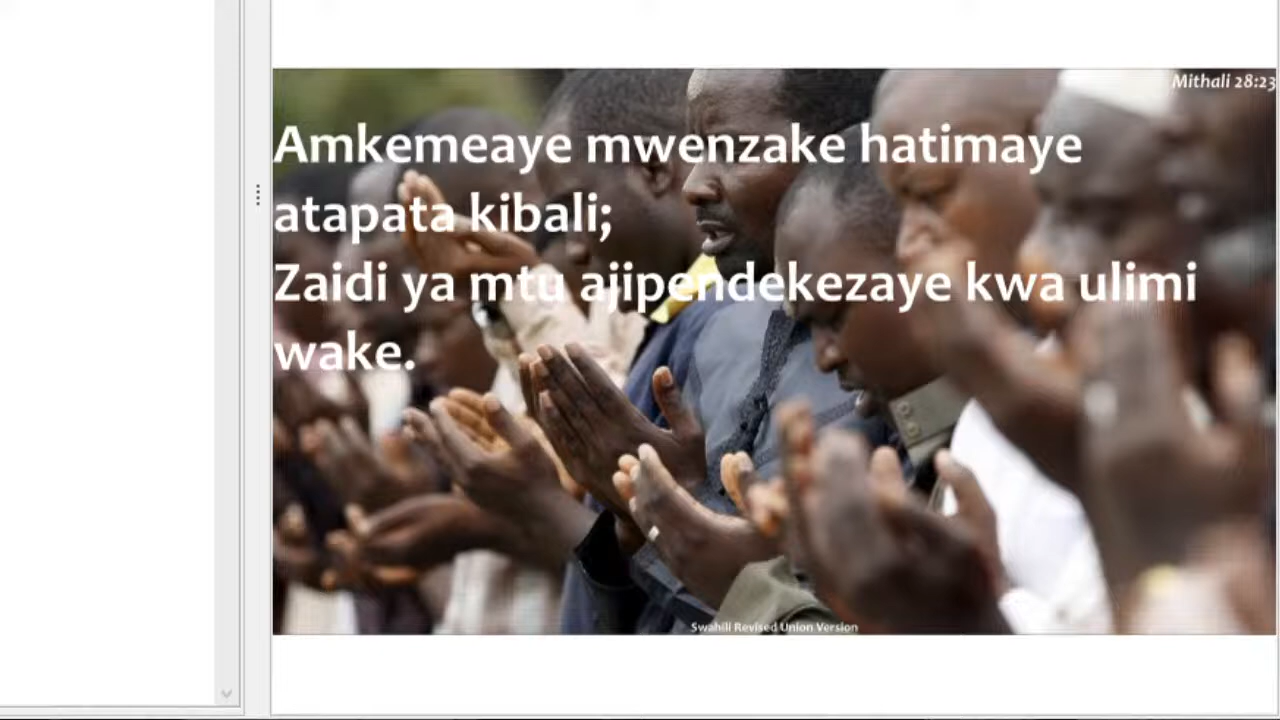 Mithali 28:23
Amkemeaye mwenzake hatimaye
atapata kibali;
Zaidi ya mtu ajipendekezaye kwa ulimi
wake.
Swahili Revised Union Version